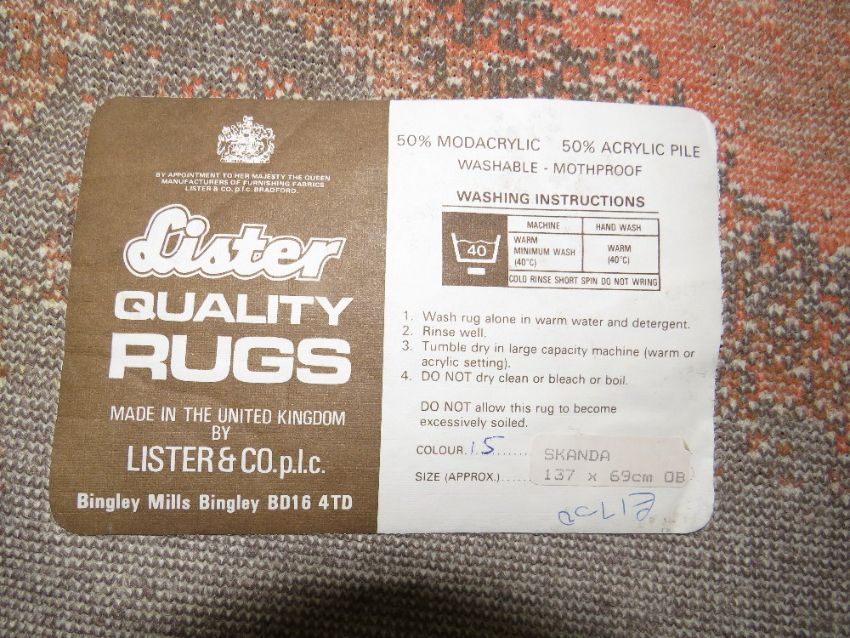 BY APPOINTMENT TO HER MAJESTY THE QUEEN
MANUFACTURERS OF FURNISHING FABRICS
LISTER & CO. p.l.c. BRADFORD.
Lister
QUALITY
RUGS
MADE IN THE UNITED KINGDOM
BY
LISTER & CO. p.l.c.
Bingley Mills Bingley BD16 4TD
50% MODACRYLIC 50% ACRYLIC PILE
WASHABLE - MOTHPROOF
WASHING INSTRUCTIONS
MACHINE HAND WASH
40
WARM
MINIMUM WASH
(40°C)
WARM
(40°C)
COLD RINSE SHORT SPIN DO NOT WRING
1. Wash rug alone in warm water and detergent.
2. Rinse well.
3. Tumble dry in large capacity machine (warm or
acrylic setting).
4. DO NOT dry clean or bleach or boil.
DO NOT allow this rug to become
excessively soiled.
COLOUR. 15......
SKANDA
SIZE (APPROX.).....
137 x 69cm OB